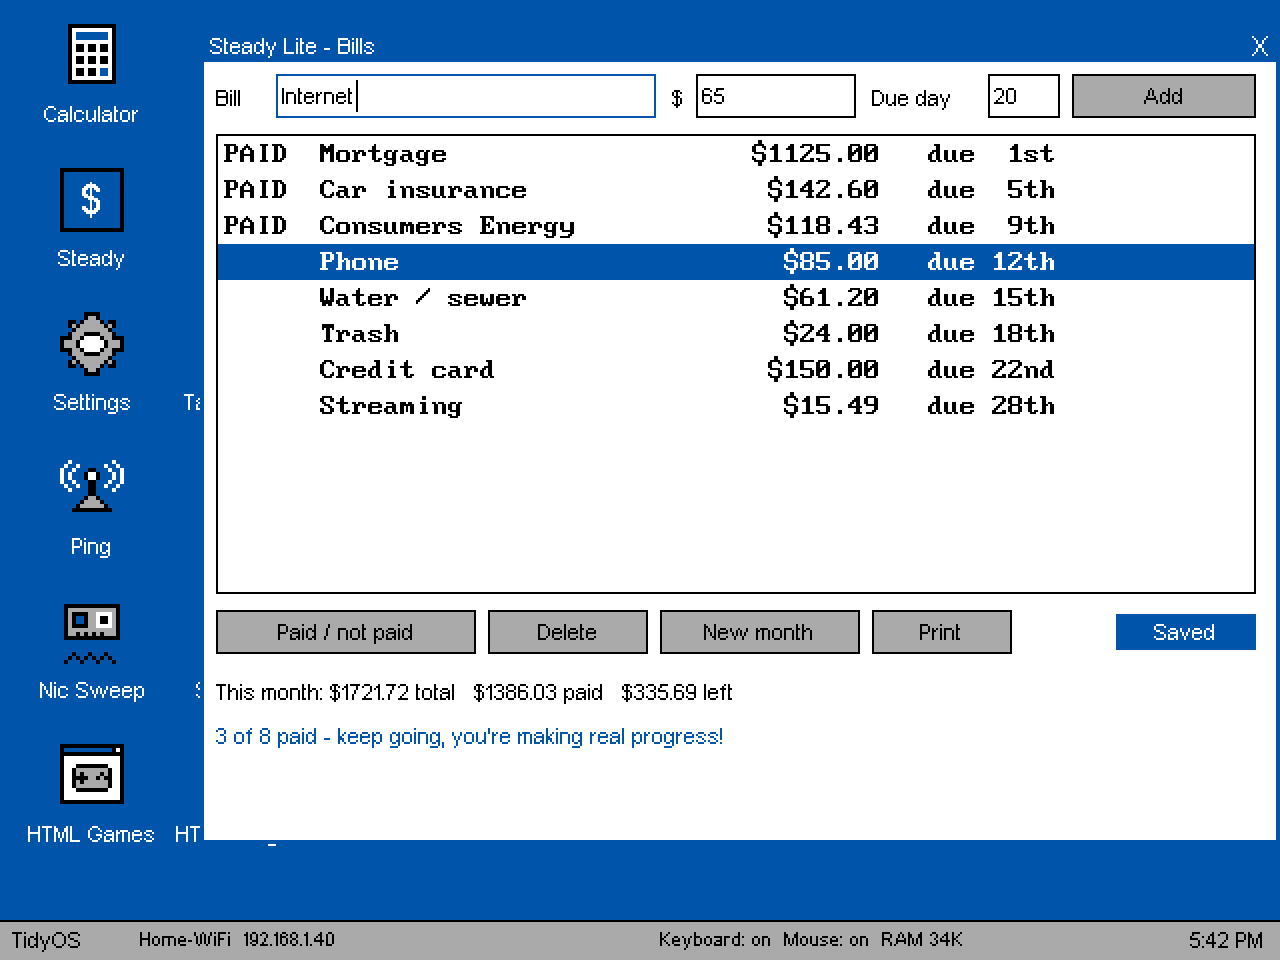 Steady Lite - Bills X
Bill Internet $ 65 Due day 20 Add
PAID Mortgage $1125.00 due 1st
PAID Car insurance $142.60 due 5th
PAID Consumers Energy $118.43 due 9th
Phone $85.00 due 12th
Water / sewer $61.20 due 15th
Trash $24.00 due 18th
Credit card $150.00 due 22nd
Streaming $15.49 due 28th
Paid / not paid Delete New month Print Saved
This month: $1721.72 total $1386.03 paid $335.69 left
3 of 8 paid - keep going, you're making real progress!
Calculator
$
Steady
Settings
Ping
Nic Sweep
HTML Games
TidyOS Home-WiFi 192.168.1.40 Keyboard: on Mouse: on RAM 34K 5:42 PM